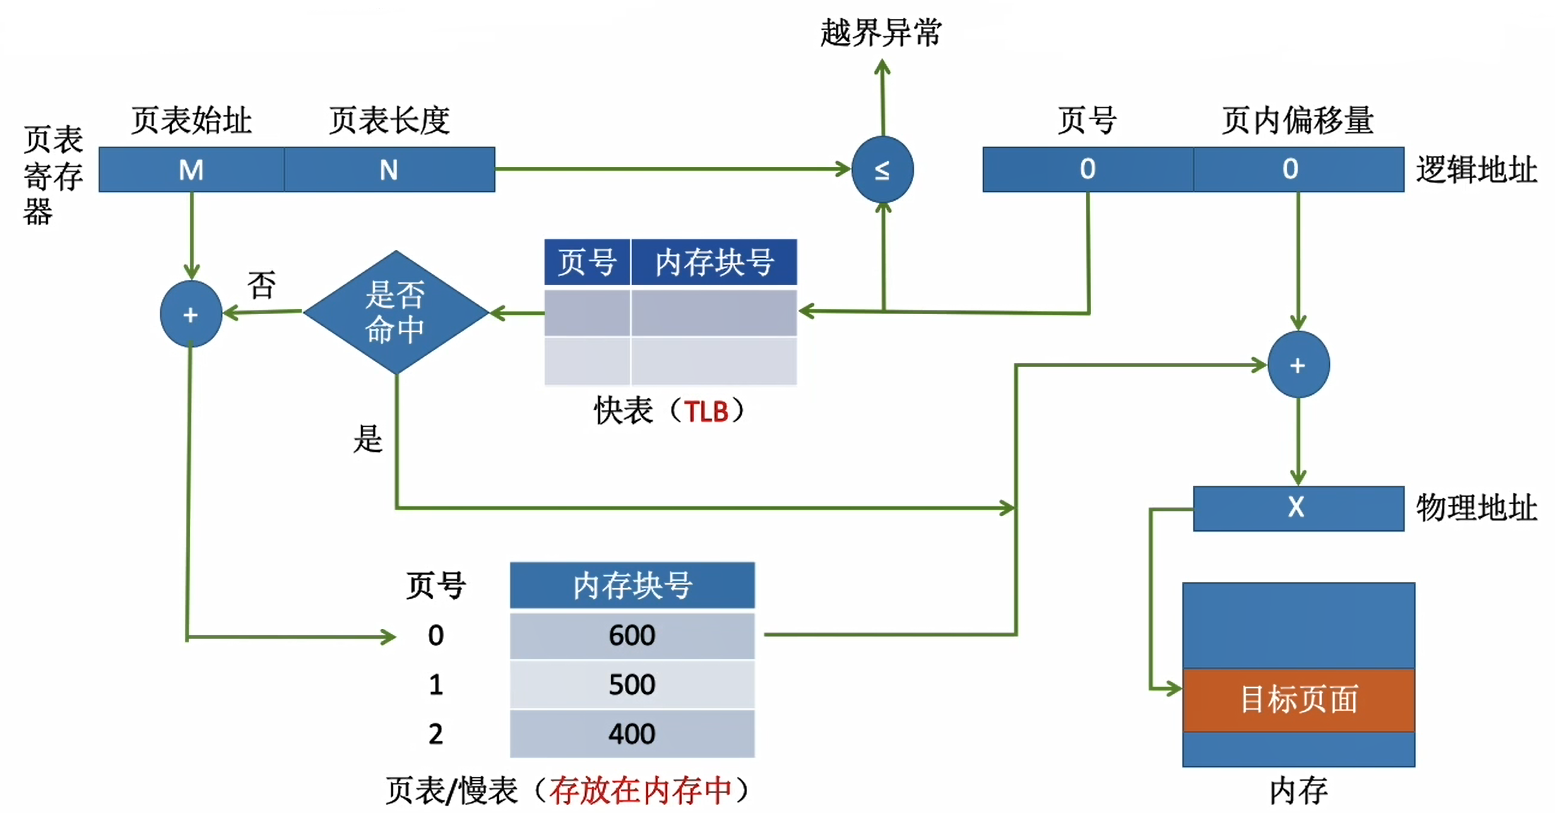 越界异常
页表始址 页表长度
页号 页内偏移量
页表
寄存
器
M N
≤
0 0
逻辑地址
页号 内存块号
否
是否
命中
+
快表（TLB）
+
是
X
物理地址
页号 内存块号
0 600
1 500
2 400
页表/慢表（存放在内存中）
目标页面
内存